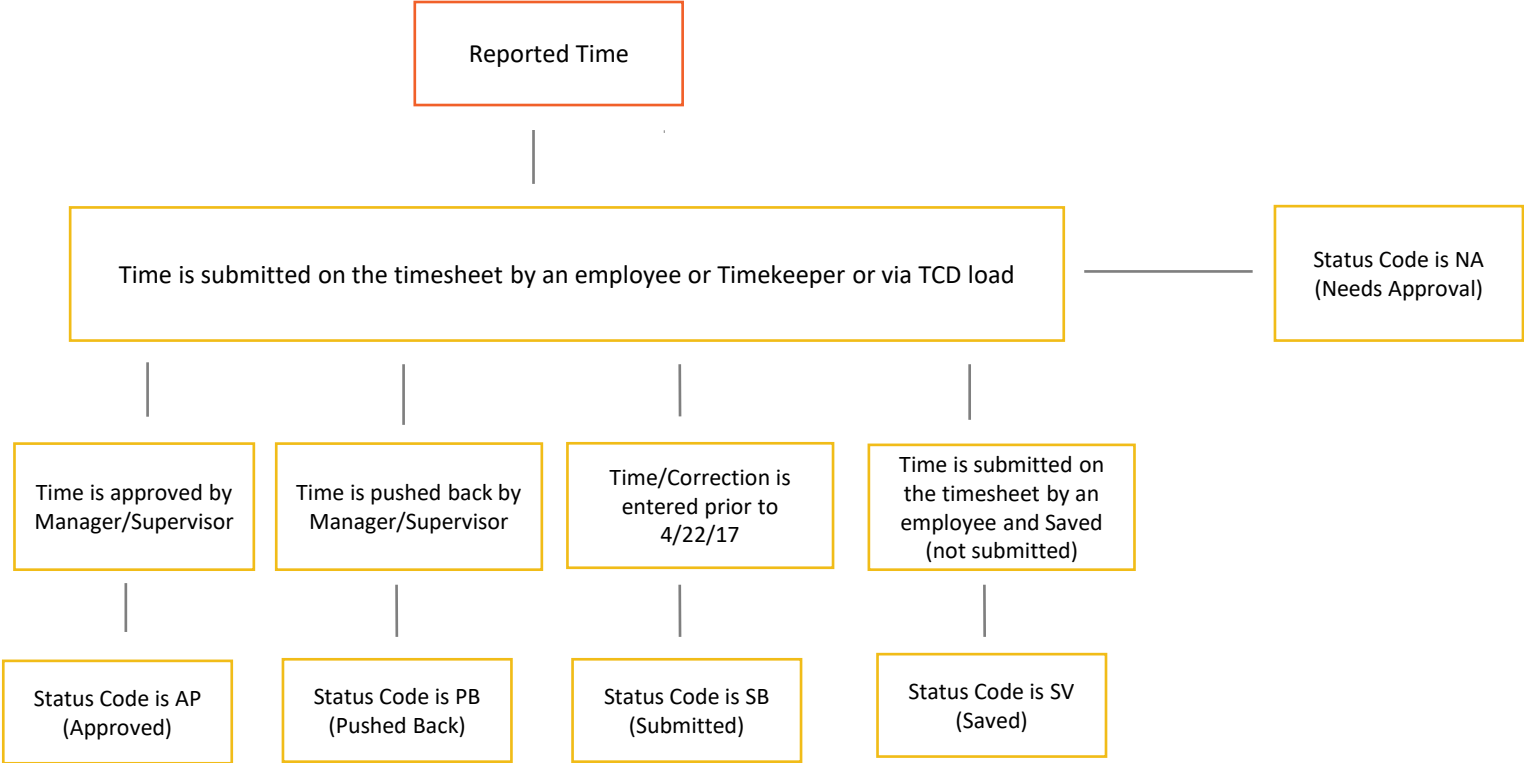 Reported Time
Time is submitted on the timesheet by an employee or Timekeeper or via TCD load
Status Code is NA
(Needs Approval)
Time is approved by
Manager/Supervisor
Time is pushed back by
Manager/Supervisor
Time/Correction is
entered prior to
4/22/17
Time is submitted on
the timesheet by an
employee and Saved
(not submitted)
Status Code is AP
(Approved)
Status Code is PB
(Pushed Back)
Status Code is SB
(Submitted)
Status Code is SV
(Saved)